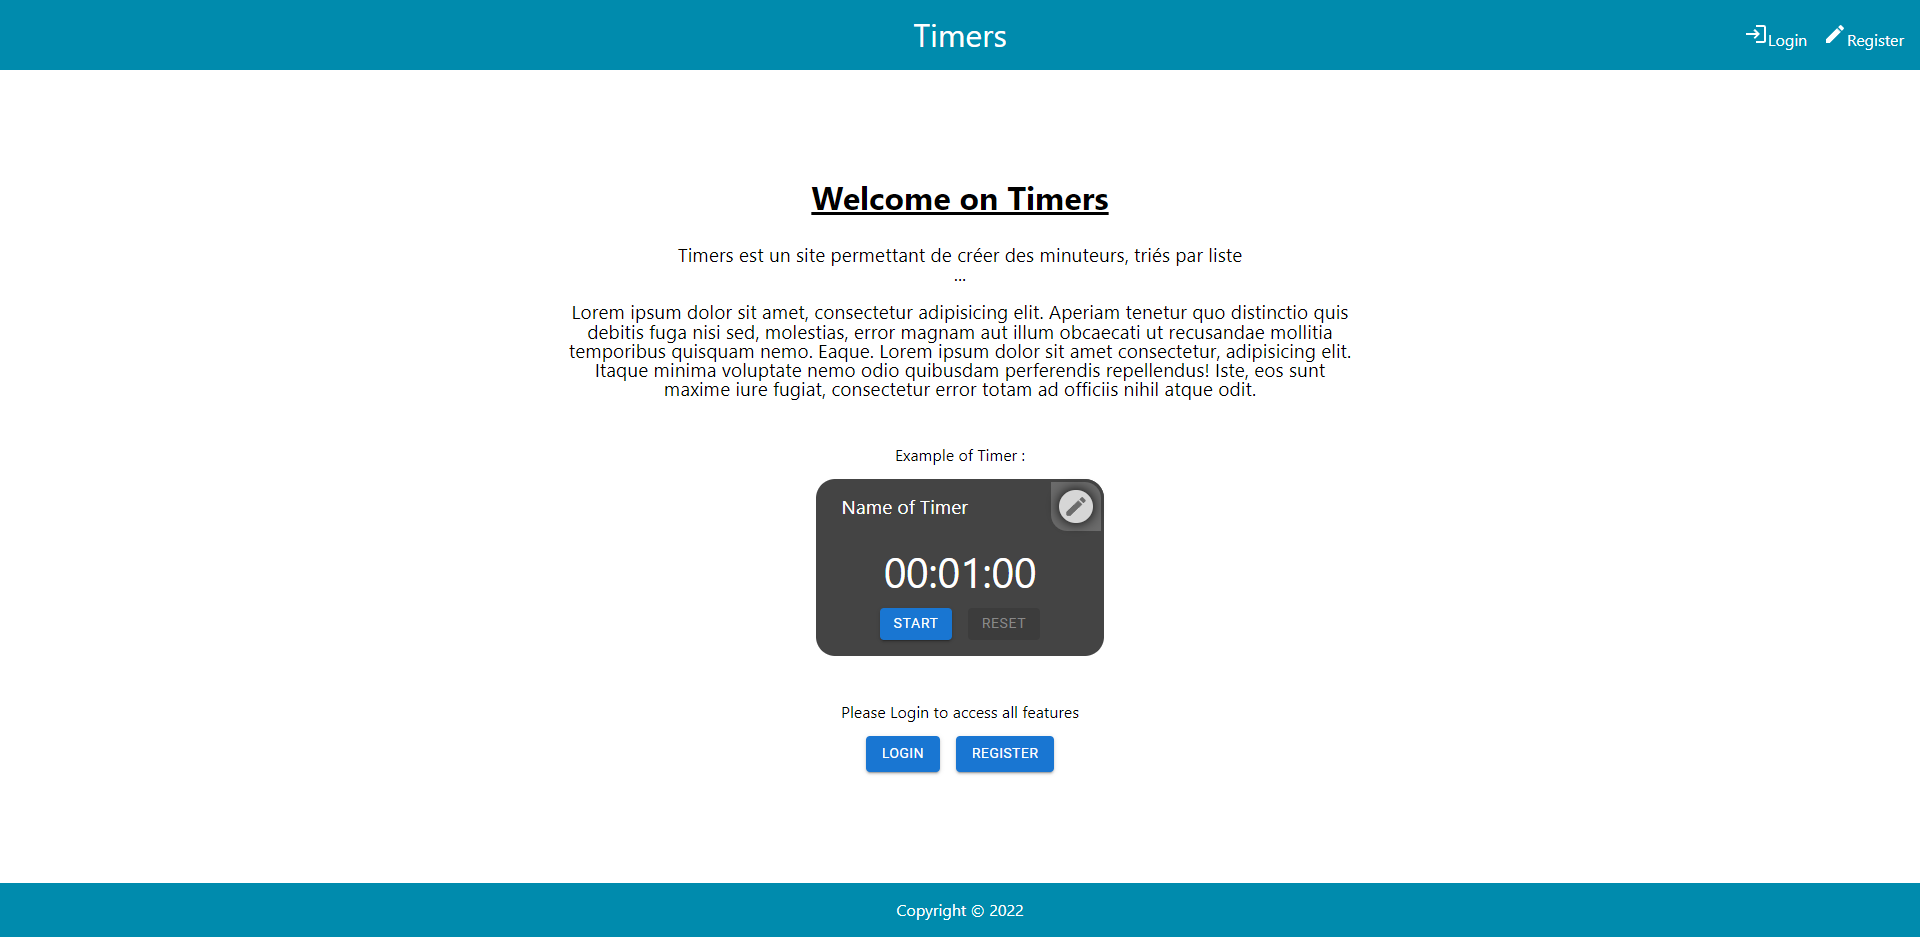 Timers
Login
Register
Welcome on Timers
Timers est un site permettant de créer des minuteurs, triés par liste
...
Lorem ipsum dolor sit amet, consectetur adipisicing elit. Aperiam tenetur quo distinctio quis
debitis fuga nisi sed, molestias, error magnam aut illum obcaecati ut recusandae mollitia
temporibus quisquam nemo. Eaque. Lorem ipsum dolor sit amet consectetur, adipisicing elit.
Itaque minima voluptate nemo odio quibusdam perferendis repellendus! Iste, eos sunt
maxime iure fugiat, consectetur error totam ad officiis nihil atque odit.
Example of Timer :
Name of Timer
00:01:00
START
RESET
Please Login to access all features
LOGIN
REGISTER
Copyright © 2022